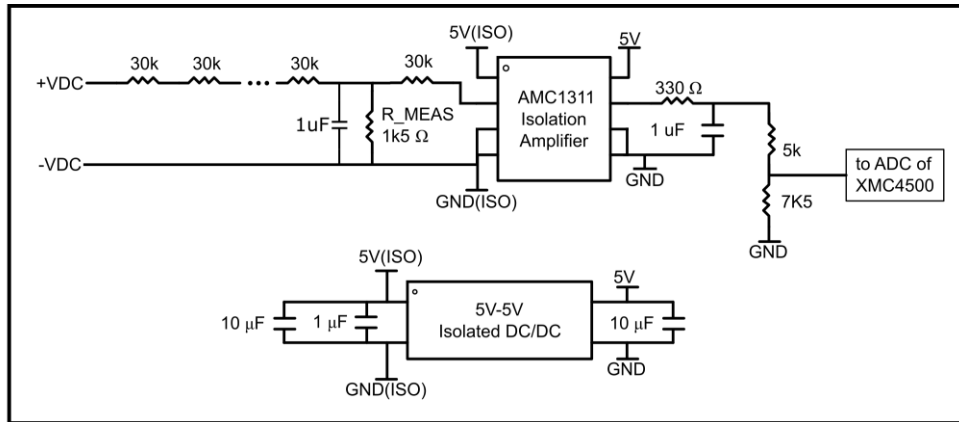 5V(ISO)
5V
30k 30k ••• 30k 30k
330 Ω
+VDC
AMC1311
Isolation
Amplifier
1uF
R_MEAS
1k5 Ω
1 uF
5k
-VDC
GND
to ADC of
XMC4500
7K5
GND(ISO)
GND
5V(ISO)
5V
10 μF
1 μF
5V-5V
Isolated DC/DC
10 μF
GND
GND(ISO)